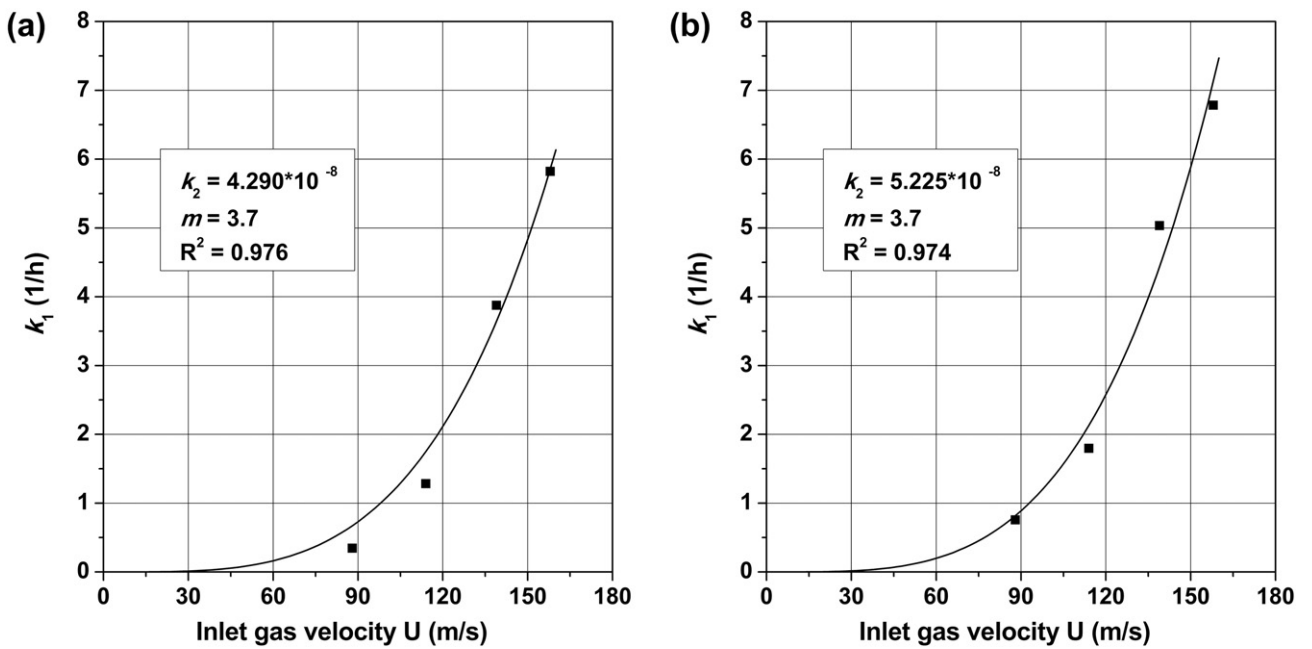 (a)
8
7
6
5
4
3
2
1
0
k₁ (1/h)
k₂ = 4.290*10 ⁻⁸
m = 3.7
R² = 0.976
0 30 60 90 120 150 180
Inlet gas velocity U (m/s)
(b)
8
7
6
5
4
3
2
1
0
k₁ (1/h)
k₂ = 5.225*10 ⁻⁸
m = 3.7
R² = 0.974
0 30 60 90 120 150 180
Inlet gas velocity U (m/s)